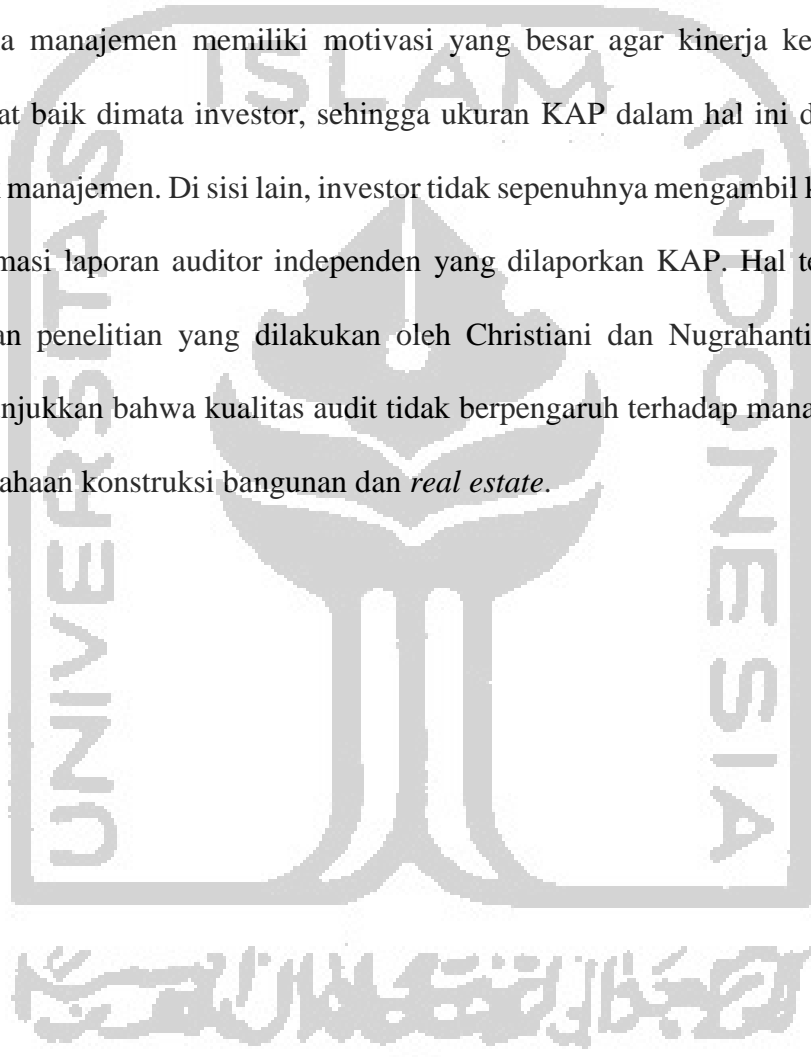 a manajemen memiliki motivasi yang besar agar kinerja ke
at baik dimata investor, sehingga ukuran KAP dalam hal ini d
manajemen. Di sisi lain, investor tidak sepenuhnya mengambil k
masi laporan auditor independen yang dilaporkan KAP. Hal te
an penelitian yang dilakukan oleh Christiani dan Nugrahanti
njukkan bahwa kualitas audit tidak berpengaruh terhadap mana
ahaan konstruksi bangunan dan real estate.
UNIVERSITAS
ISLAM
INDONESIA